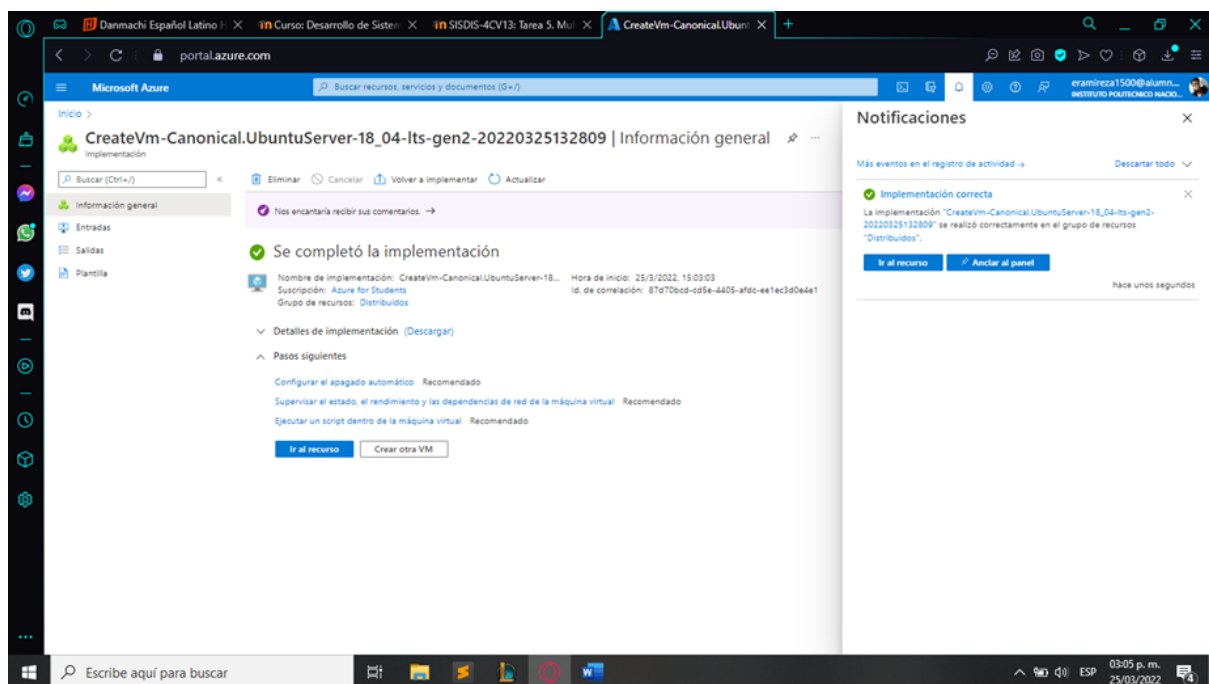 Danmachi Español Latino H
Curso: Desarrollo de Sistem
SISDIS-4CV13: Tarea 5. Mul
CreateVm-Canonical.Ubunt
portal.azure.com
Microsoft Azure
Buscar recursos, servicios y documentos (G+/)
eramireza1500@alumn...
INSTITUTO POLITECNICO NACIO...
Inicio >
CreateVm-Canonical.UbuntuServer-18_04-lts-gen2-20220325132809 | Información general
Implementación
Buscar (Ctrl+/)
Eliminar
Cancelar
Volver a implementar
Actualizar
Información general
Entradas
Salidas
Plantilla
Nos encantaría recibir sus comentarios. →
Se completó la implementación
Nombre de implementación: CreateVm-Canonical.UbuntuServer-18...
Suscripción: Azure for Students
Grupo de recursos: Distribuidos
Hora de inicio: 25/3/2022, 15:03:03
Id. de correlación: 87d70bcd-cd5e-4405-afdc-ee1ec3d0e4e1
Detalles de implementación (Descargar)
Pasos siguientes
Configurar el apagado automático Recomendado
Supervisar el estado, el rendimiento y las dependencias de red de la máquina virtual Recomendado
Ejecutar un script dentro de la máquina virtual Recomendado
Ir al recurso
Crear otra VM
Notificaciones
Más eventos en el registro de actividad →
Descartar todo
Implementación correcta
La implementación "CreateVm-Canonical.UbuntuServer-18_04-lts-gen2-
20220325132809" se realizó correctamente en el grupo de recursos
"Distribuidos".
Ir al recurso
Anclar al panel
hace unos segundos
Escribe aquí para buscar
ESP
03:05 p. m.
25/03/2022
4